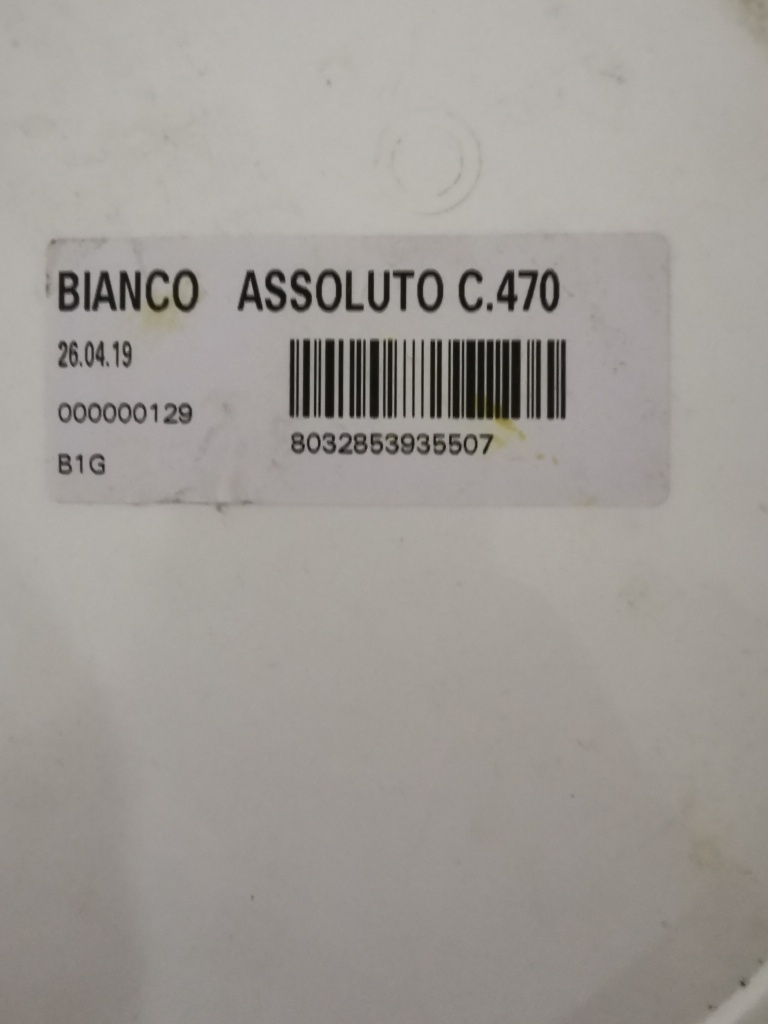 BIANCO ASSOLUTO C.470
26.04.19
000000129
8032853935507
B1G